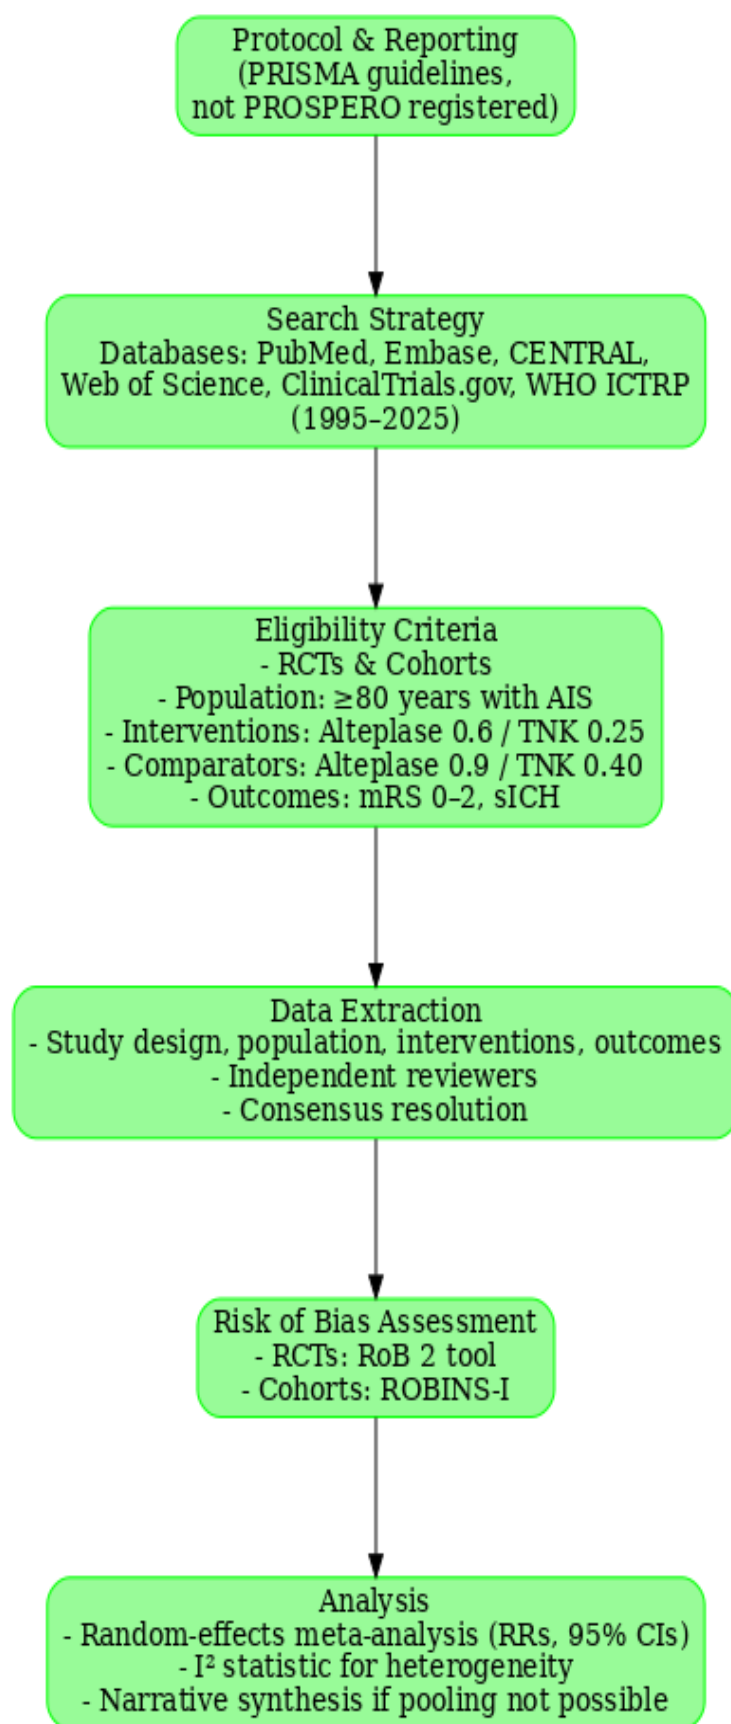 Protocol & Reporting
(PRISMA guidelines,
not PROSPERO registered)
Search Strategy
Databases: PubMed, Embase, CENTRAL,
Web of Science, ClinicalTrials.gov, WHO ICTRP
(1995–2025)
Eligibility Criteria
- RCTs & Cohorts
- Population: ≥80 years with AIS
- Interventions: Alteplase 0.6 / TNK 0.25
- Comparators: Alteplase 0.9 / TNK 0.40
- Outcomes: mRS 0–2, sICH
Data Extraction
- Study design, population, interventions, outcomes
- Independent reviewers
- Consensus resolution
Risk of Bias Assessment
- RCTs: RoB 2 tool
- Cohorts: ROBINS-I
Analysis
- Random-effects meta-analysis (RRs, 95% CIs)
- I² statistic for heterogeneity
- Narrative synthesis if pooling not possible